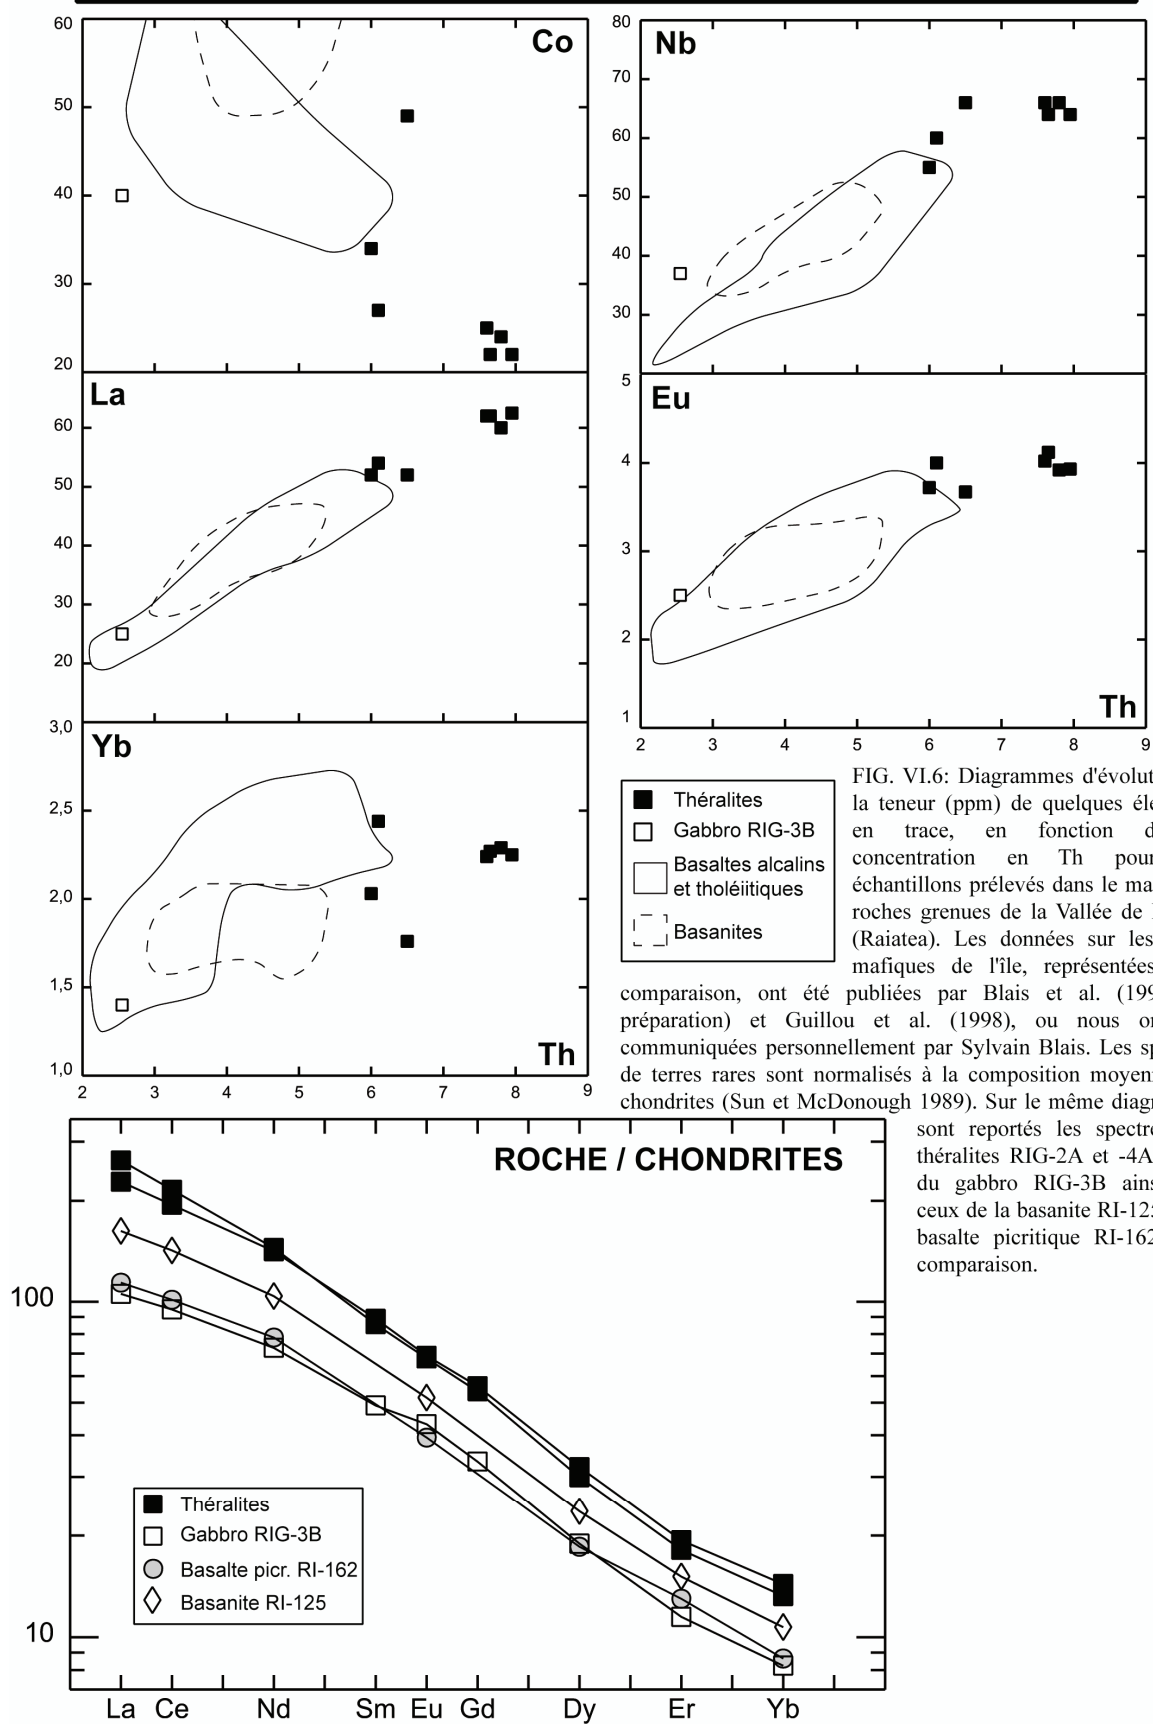 Co
60
50
40
30
20
Nb
80
70
60
50
40
30
La
60
50
40
30
20
Eu
5
4
3
2
1
Th
2 3 4 5 6 7 8 9
Yb
3,0
2,5
2,0
1,5
1,0
Th
2 3 4 5 6 7 8 9
Théralites
Gabbro RIG-3B
Basaltes alcalins
et tholéiitiques
Basanites
FIG. VI.6: Diagrammes d'évolut
la teneur (ppm) de quelques éle
en trace, en fonction d
concentration en Th pour
échantillons prélevés dans le ma
roches grenues de la Vallée de
(Raiatea). Les données sur les
mafiques de l'île, représentées
comparaison, ont été publiées par Blais et al. (199
préparation) et Guillou et al. (1998), ou nous on
communiquées personnellement par Sylvain Blais. Les sp
de terres rares sont normalisés à la composition moyen
chondrites (Sun et McDonough 1989). Sur le même diagr
sont reportés les spectr
théralites RIG-2A et -4A
du gabbro RIG-3B ains
ceux de la basanite RI-125
basalte picritique RI-162
comparaison.
ROCHE / CHONDRITES
100
10
Théralites
Gabbro RIG-3B
Basalte picr. RI-162
Basanite RI-125
La Ce Nd Sm Eu Gd Dy Er Yb